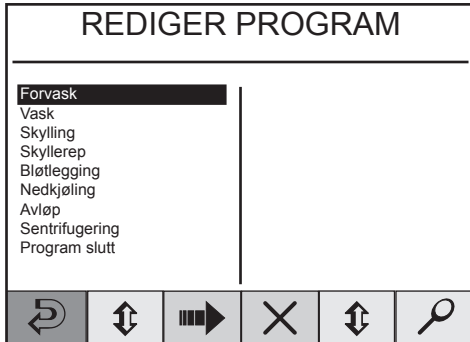 REDIGER PROGRAM
Forvask
Vask
Skylling
Skyllerep
Bløtlegging
Nedkjøling
Avløp
Sentrifugering
Program slutt